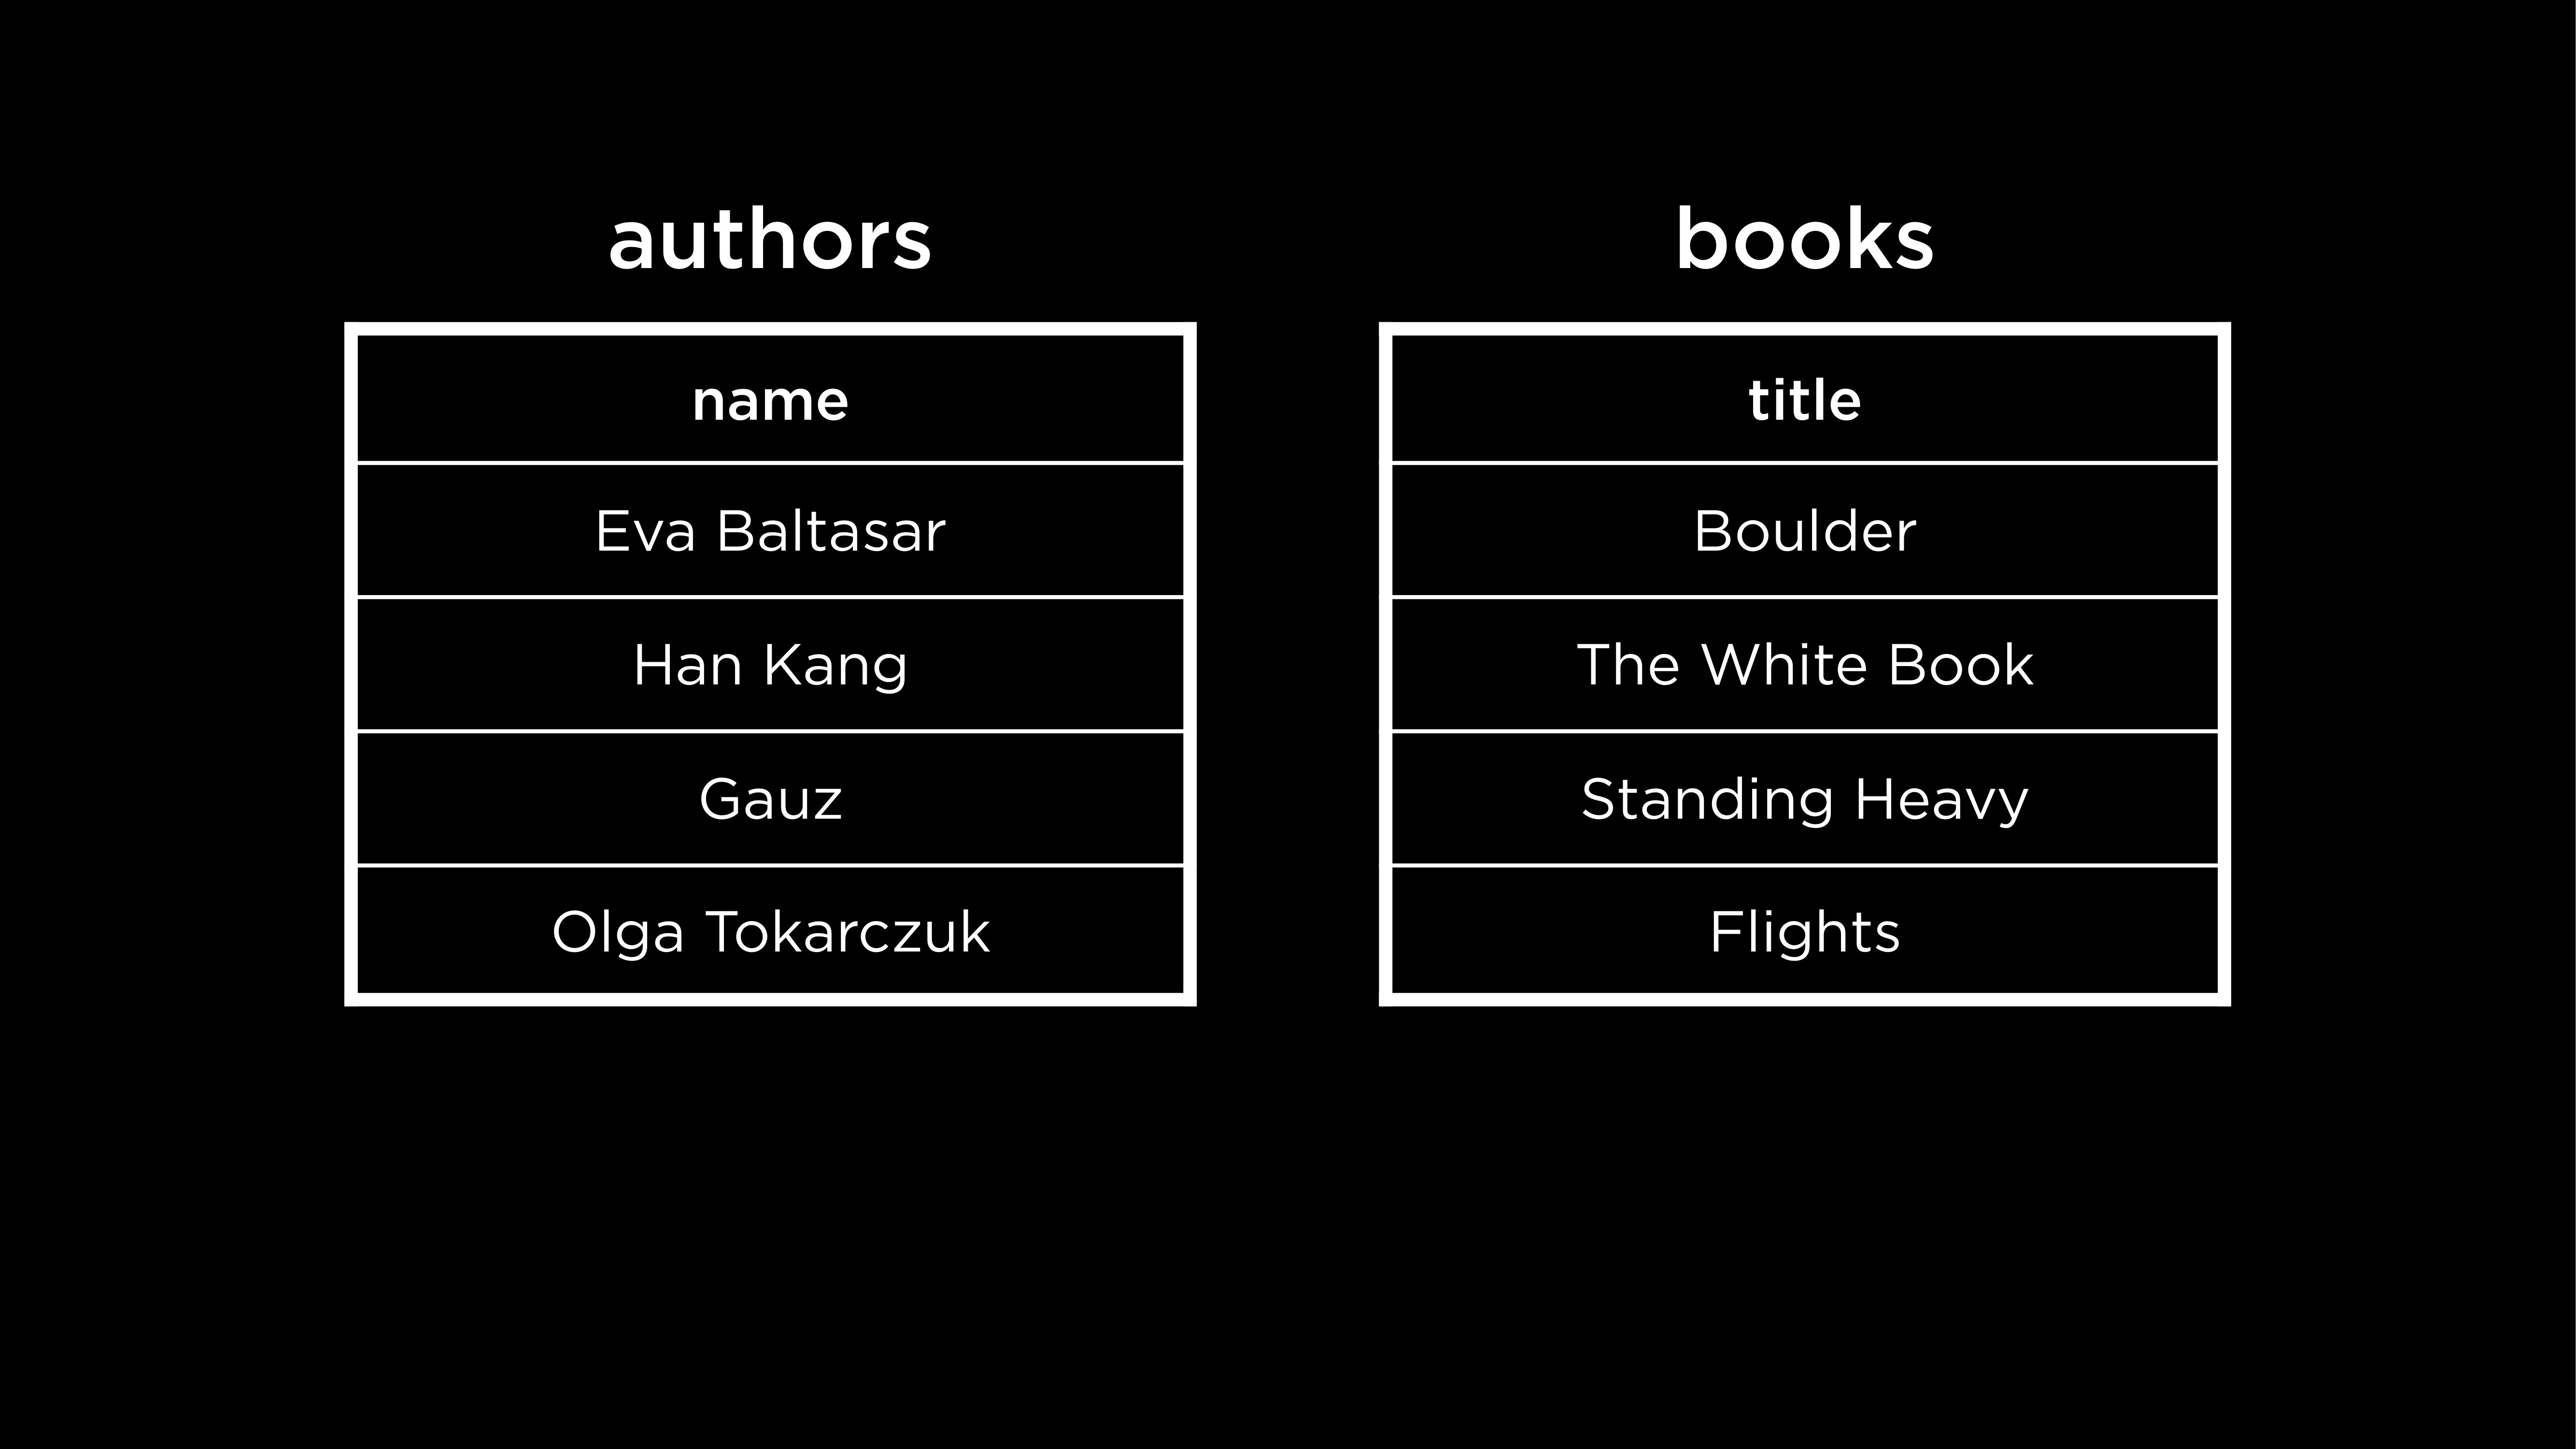 authors
name
Eva Baltasar
Han Kang
Gauz
Olga Tokarczuk
books
title
Boulder
The White Book
Standing Heavy
Flights